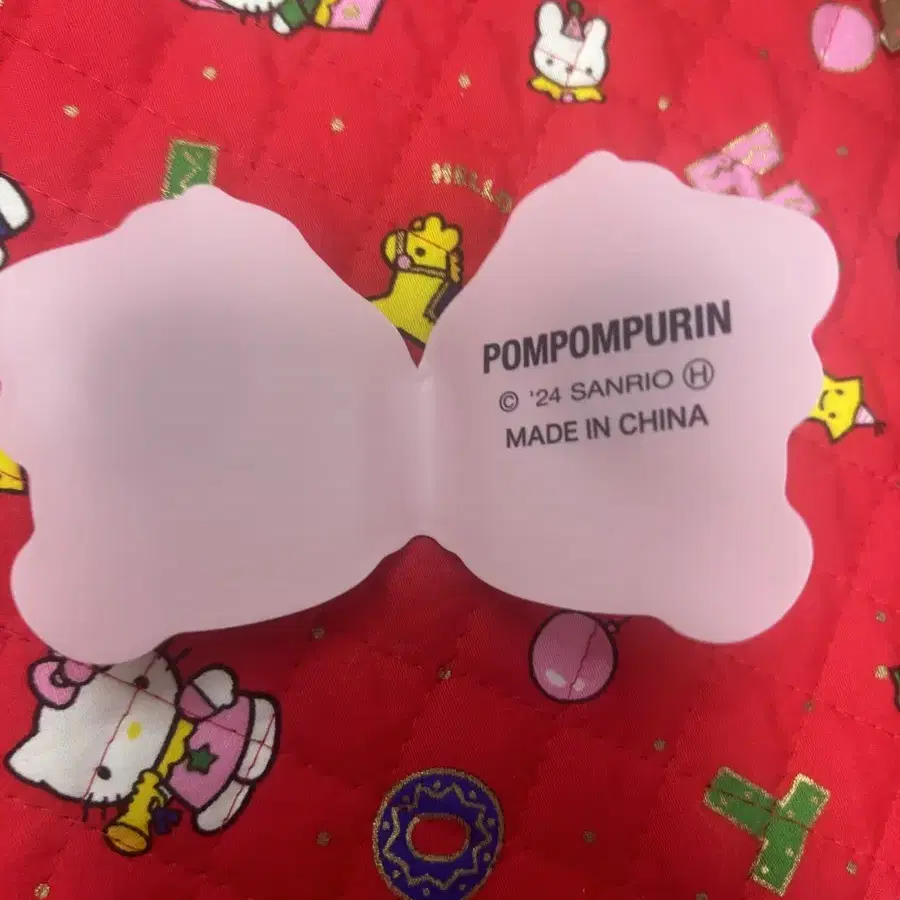 POMPOMPURIN
© '24 SANRIO Ⓗ
MADE IN CHINA